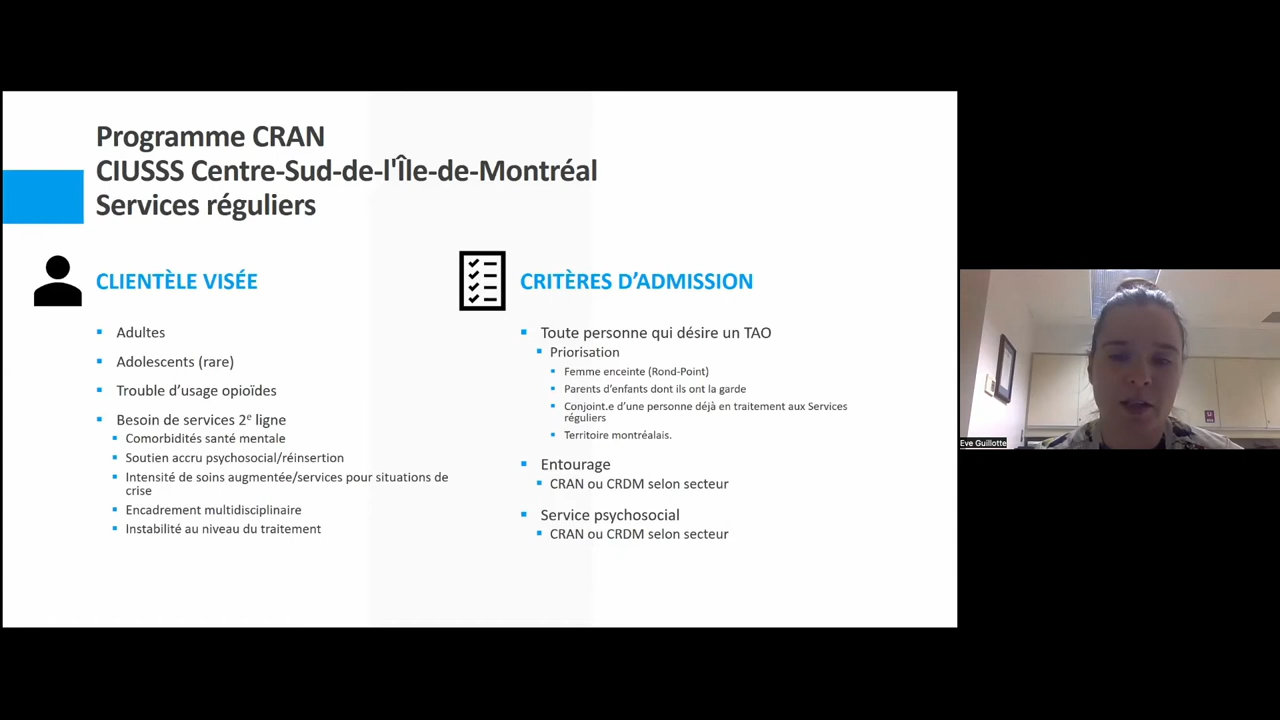 Programme CRAN
CIUSSS Centre-Sud-de-l'Île-de-Montréal
Services réguliers
CLIENTÈLE VISÉE
Adultes
Adolescents (rare)
Trouble d’usage opioïdes
Besoin de services 2e ligne
Comorbidités santé mentale
Soutien accru psychosocial/réinsertion
Intensité de soins augmentée/services pour situations de
crise
Encadrement multidisciplinaire
Instabilité au niveau du traitement
CRITÈRES D’ADMISSION
Toute personne qui désire un TAO
Priorisation
Femme enceinte (Rond-Point)
Parents d’enfants dont ils ont la garde
Conjoint.e d’une personne déjà en traitement aux Services
réguliers
Territoire montréalais.
Entourage
CRAN ou CRDM selon secteur
Service psychosocial
CRAN ou CRDM selon secteur
Eve Guillotte